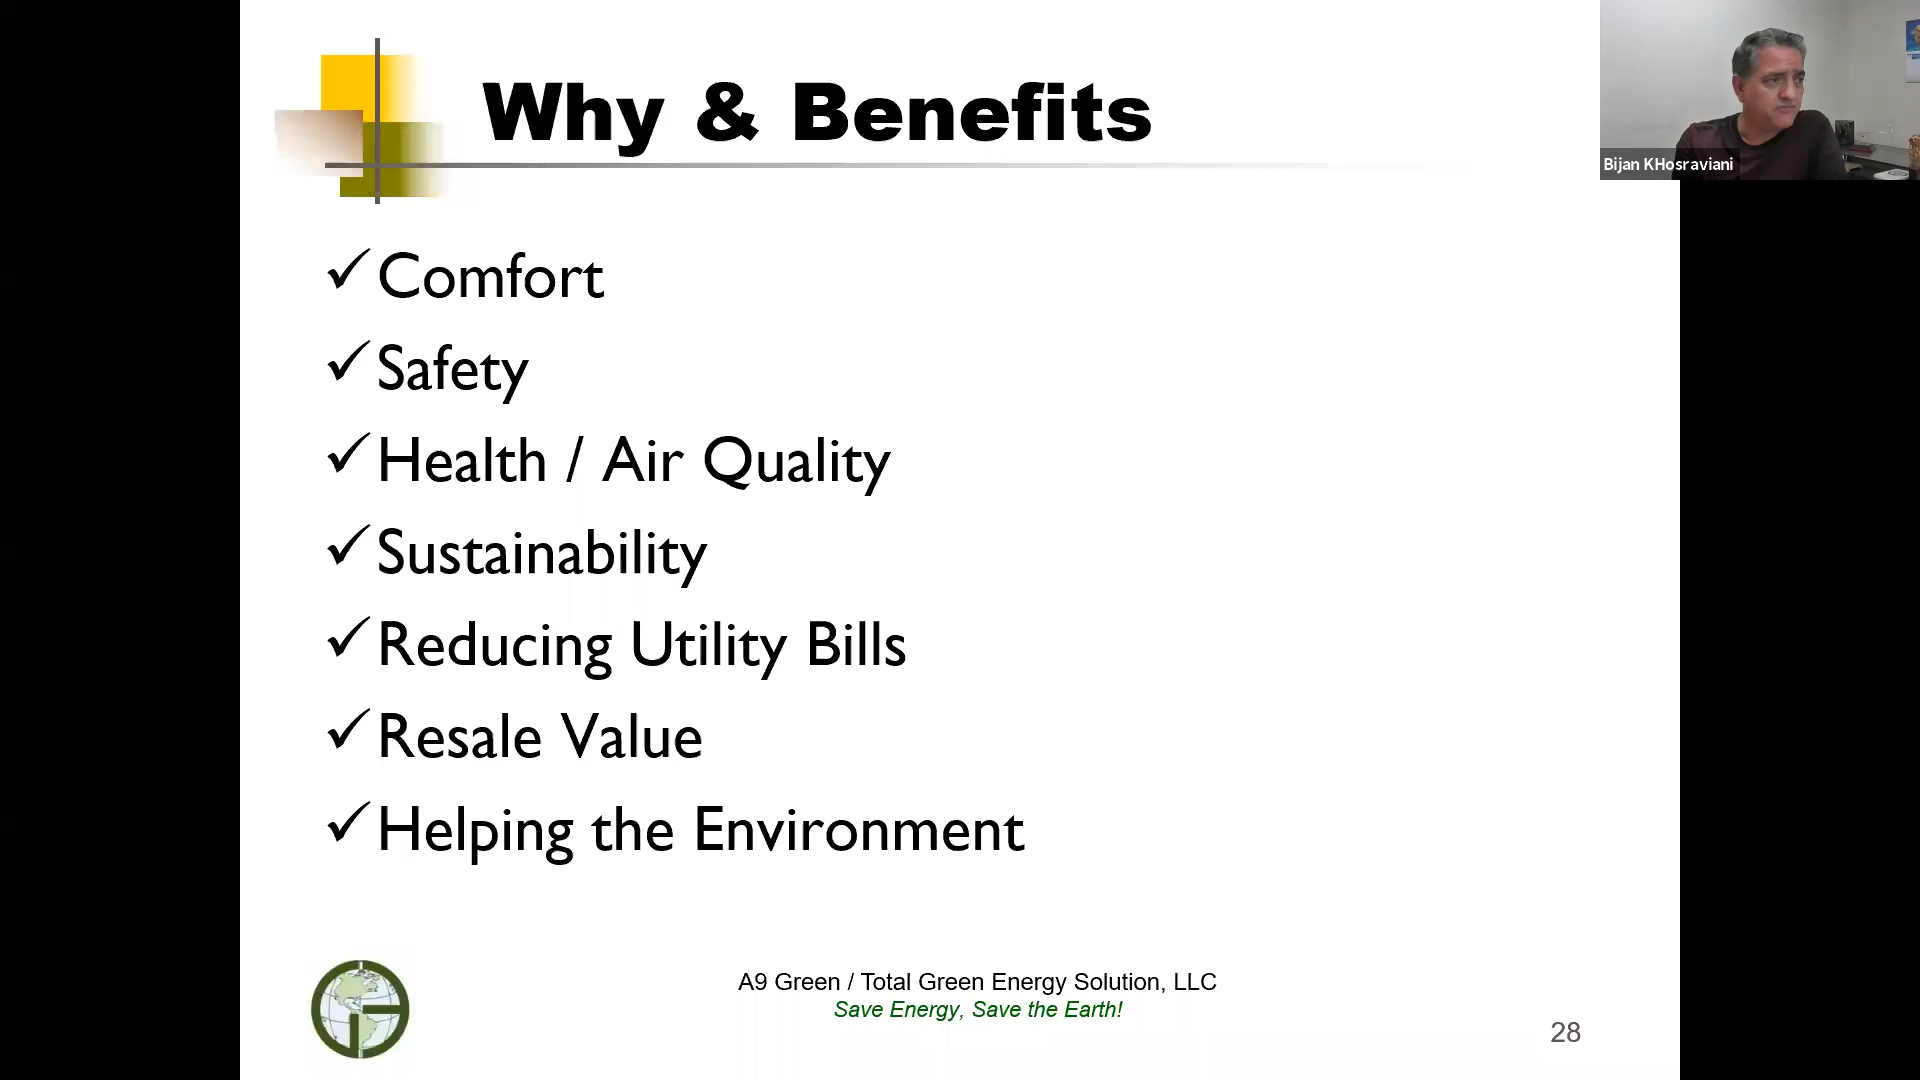 Why & Benefits
Bijan KHosraviani
✓Comfort
✓Safety
✓Health / Air Quality
✓Sustainability
✓Reducing Utility Bills
✓Resale Value
✓Helping the Environment
A9 Green / Total Green Energy Solution, LLC
Save Energy, Save the Earth!
28